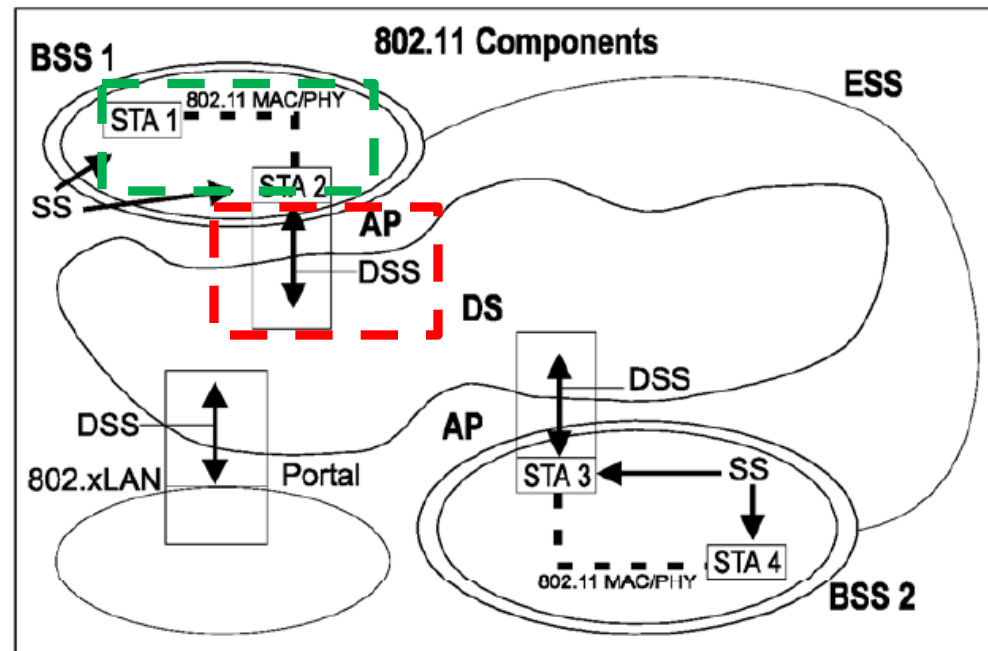 802.11 Components
BSS 1
ESS
802.11 MAC/PHY
STA 1
STA 2
SS
AP
DSS
DS
DSS
DSS
AP
802.xLAN
Portal
STA 3
SS
STA 4
802.11 MAC/PHY
BSS 2